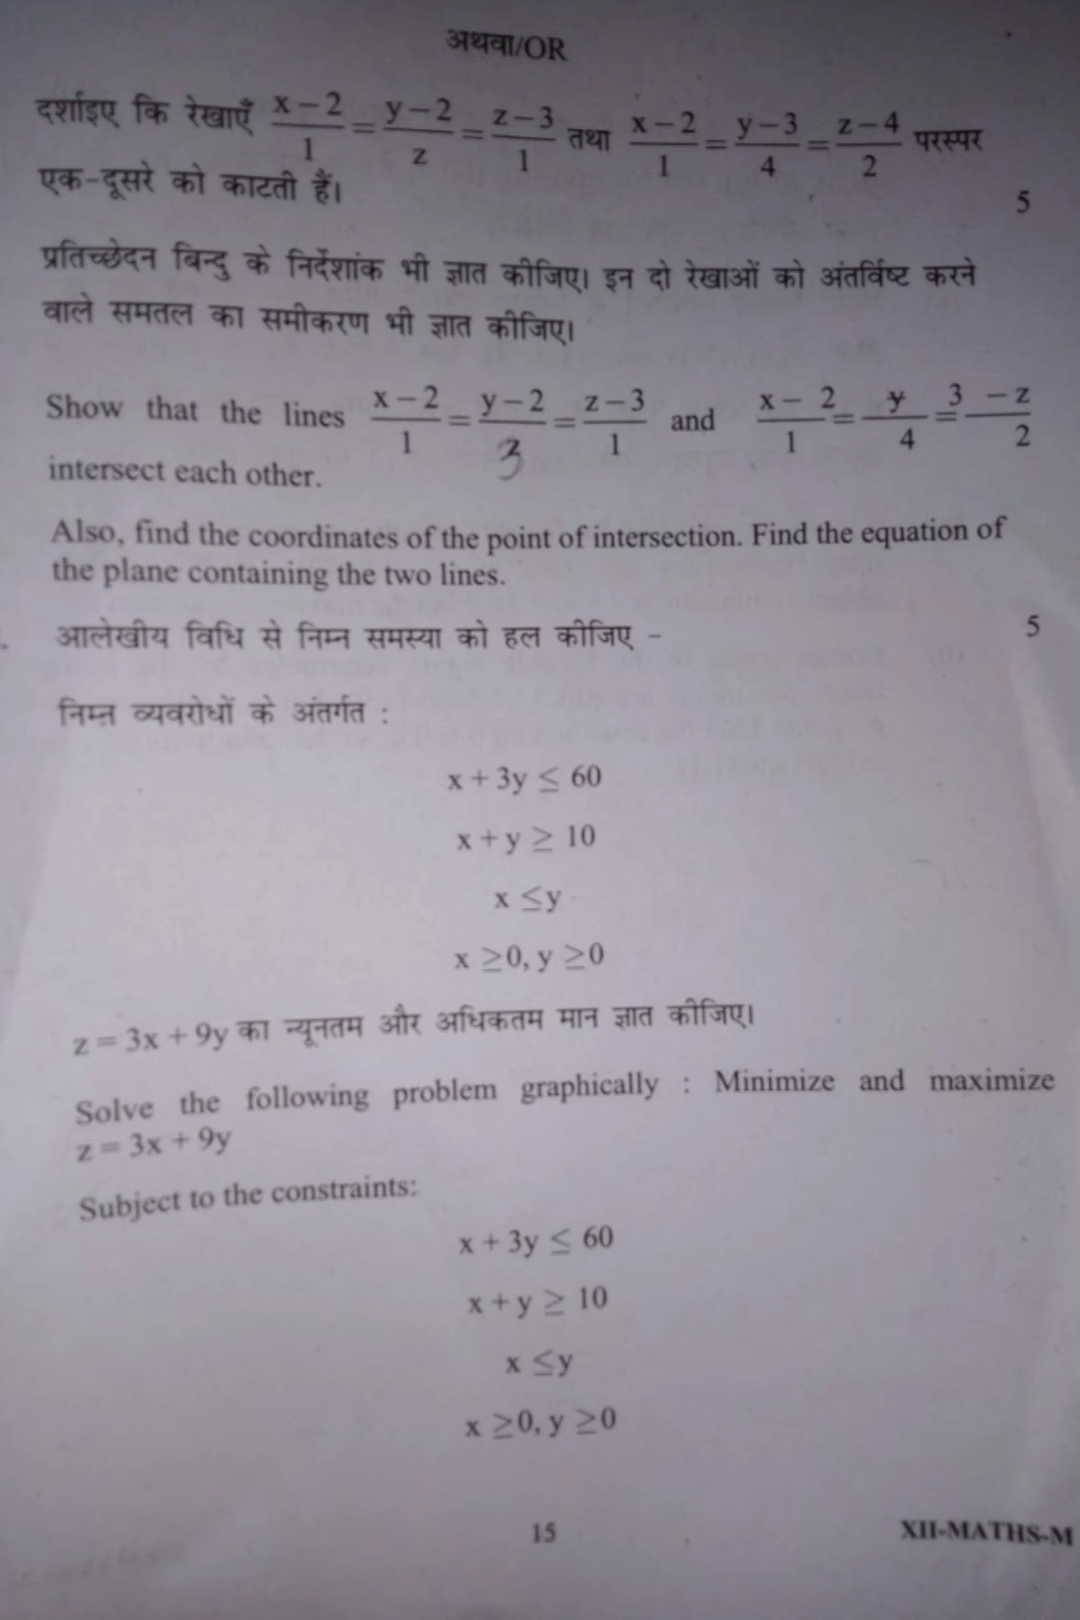 अथवा/OR
दर्शाइए कि रेखाएँ (x – 2)/1 = (y – 2)/z = (z – 3)/1 तथा (x – 2)/1 = (y – 3)/4 = (z – 4)/2 परस्पर
एक-दूसरे को काटती हैं।
5
प्रतिच्छेदन बिन्दु के निर्देशांक भी ज्ञात कीजिए। इन दो रेखाओं को अंतर्विष्ट करने
वाले समतल का समीकरण भी ज्ञात कीजिए।
Show that the lines (x – 2)/1 = (y – 2)/3 = (z – 3)/1 and (x – 2)/1 = y/4 = 3 – z/2
intersect each other.
Also, find the coordinates of the point of intersection. Find the equation of
the plane containing the two lines.
आलेखीय विधि से निम्न समस्या को हल कीजिए – 5
निम्न व्यवरोधों के अंतर्गत :
x + 3y ≤ 60
x + y ≥ 10
x ≤y
x ≥0, y ≥0
z = 3x + 9y का न्यूनतम और अधिकतम मान ज्ञात कीजिए।
Solve the following problem graphically : Minimize and maximize
z = 3x + 9y
Subject to the constraints:
x + 3y ≤ 60
x + y ≥ 10
x ≤y
x ≥0, y ≥0
15 XII-MATHS-M